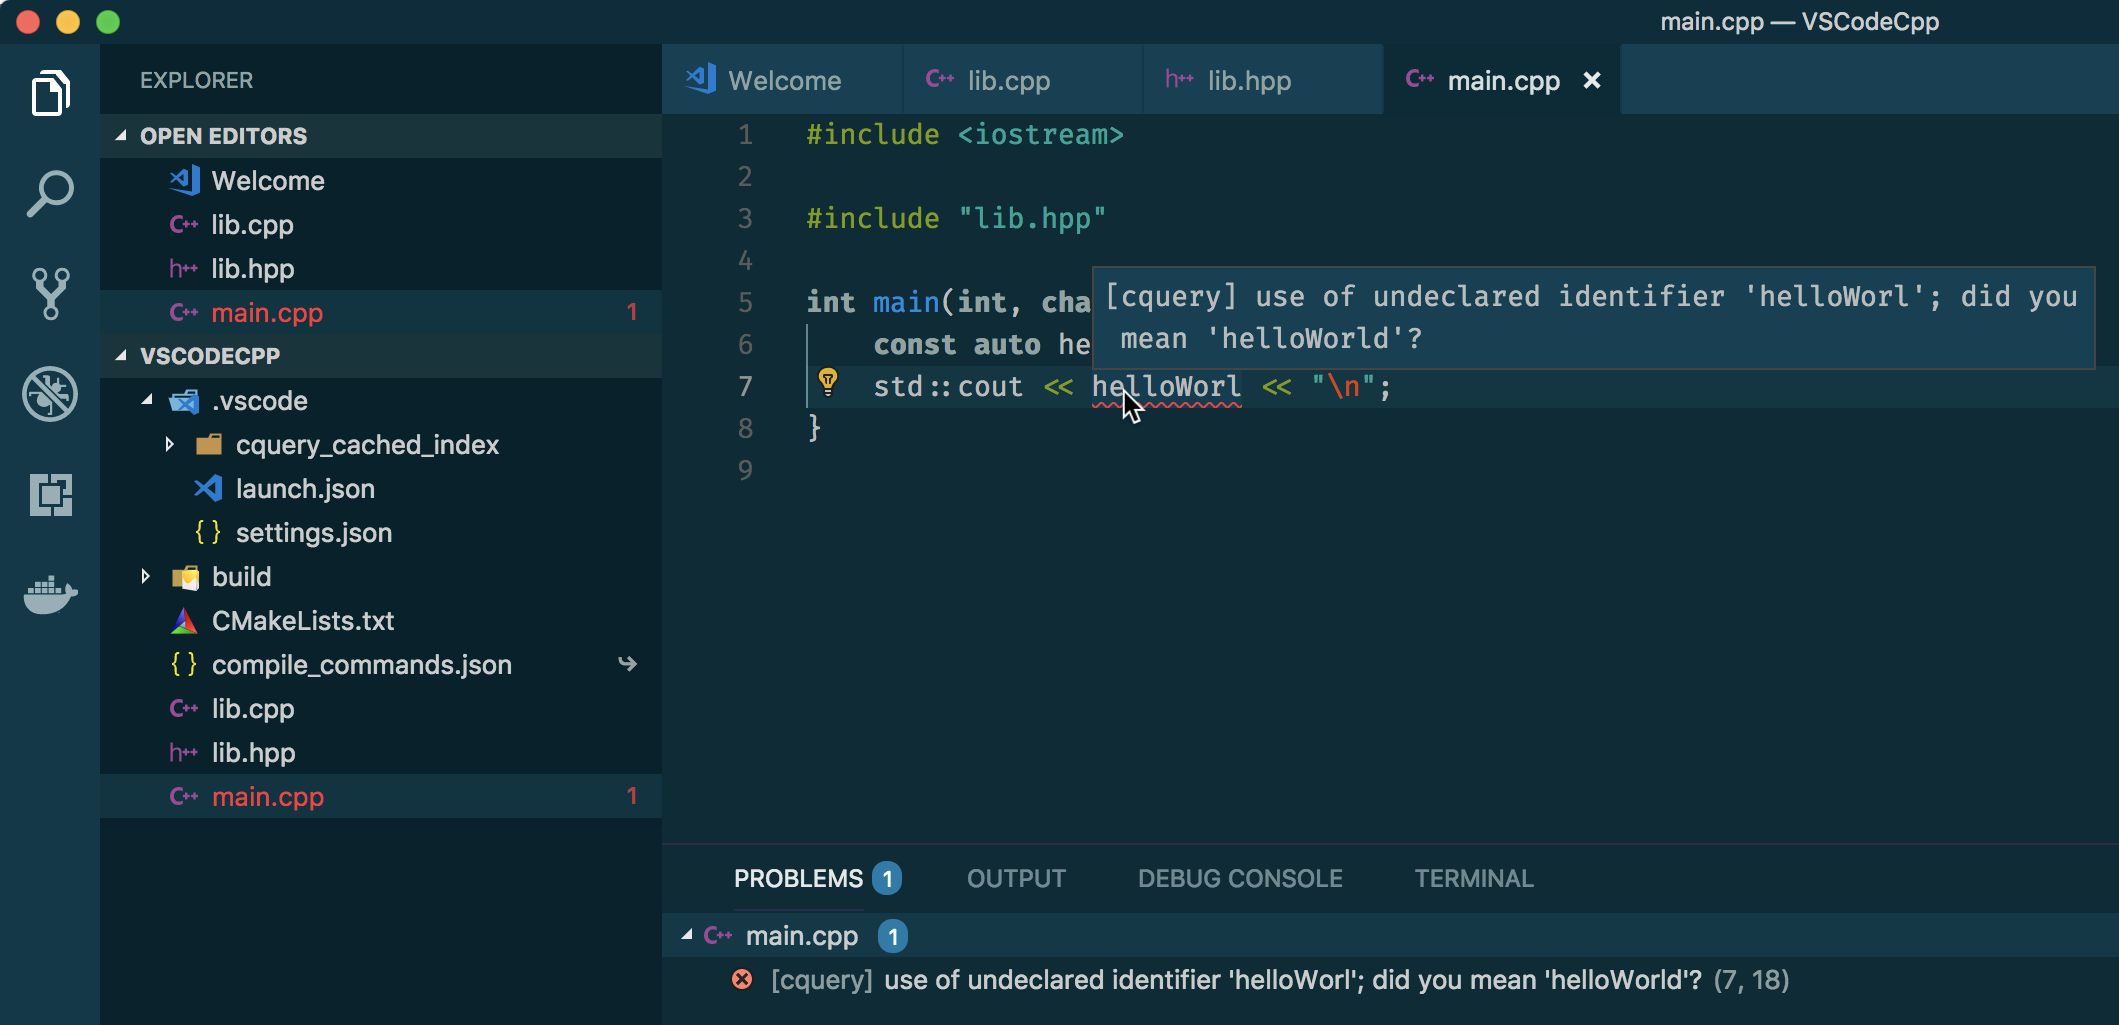 main.cpp — VSCodeCpp
EXPLORER
OPEN EDITORS
Welcome
C++ lib.cpp
h++ lib.hpp
C++ main.cpp 1
VSCODECPP
.vscode
cquery_cached_index
launch.json
{ } settings.json
build
CMakeLists.txt
{ } compile_commands.json
C++ lib.cpp
h++ lib.hpp
C++ main.cpp 1
Welcome
C++ lib.cpp
h++ lib.hpp
C++ main.cpp ×
1 #include <iostream>
2
3 #include "lib.hpp"
4
5 int main(int, cha
6 const auto he
7 std::cout << helloWorl << "\n";
8 }
9
[cquery] use of undeclared identifier 'helloWorl'; did you
mean 'helloWorld'?
PROBLEMS 1 OUTPUT DEBUG CONSOLE TERMINAL
C++ main.cpp 1
[cquery] use of undeclared identifier 'helloWorl'; did you mean 'helloWorld'? (7, 18)